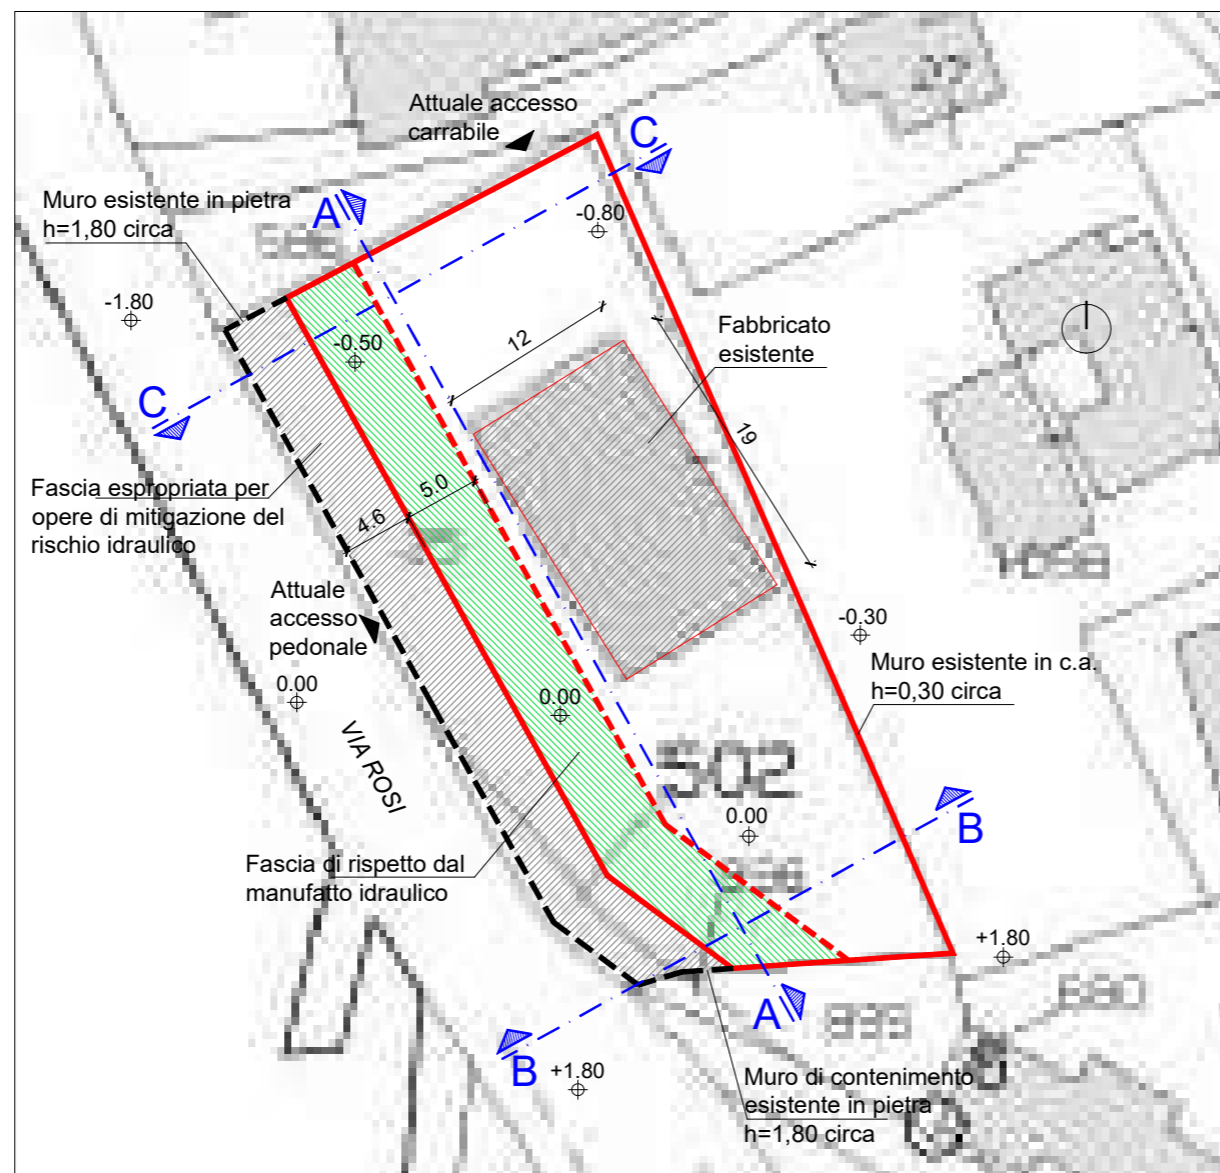 Attuale accesso
carrabile
C
Muro esistente in pietra
h=1,80 circa
A
-0.80
-1.80
-0.50
12
Fabbricato
esistente
C
19
5.0
4.6
Fascia espropriata per
opere di mitigazione del
rischio idraulico
Attuale
accesso
pedonale
-0.30
Muro esistente in c.a.
h=0,30 circa
0.00
0.00
VIA ROSI
S02
0.00
B
Fascia di rispetto dal
manufatto idraulico
+1.80
A
B
+1.80
Muro di contenimento
esistente in pietra
h=1,80 circa